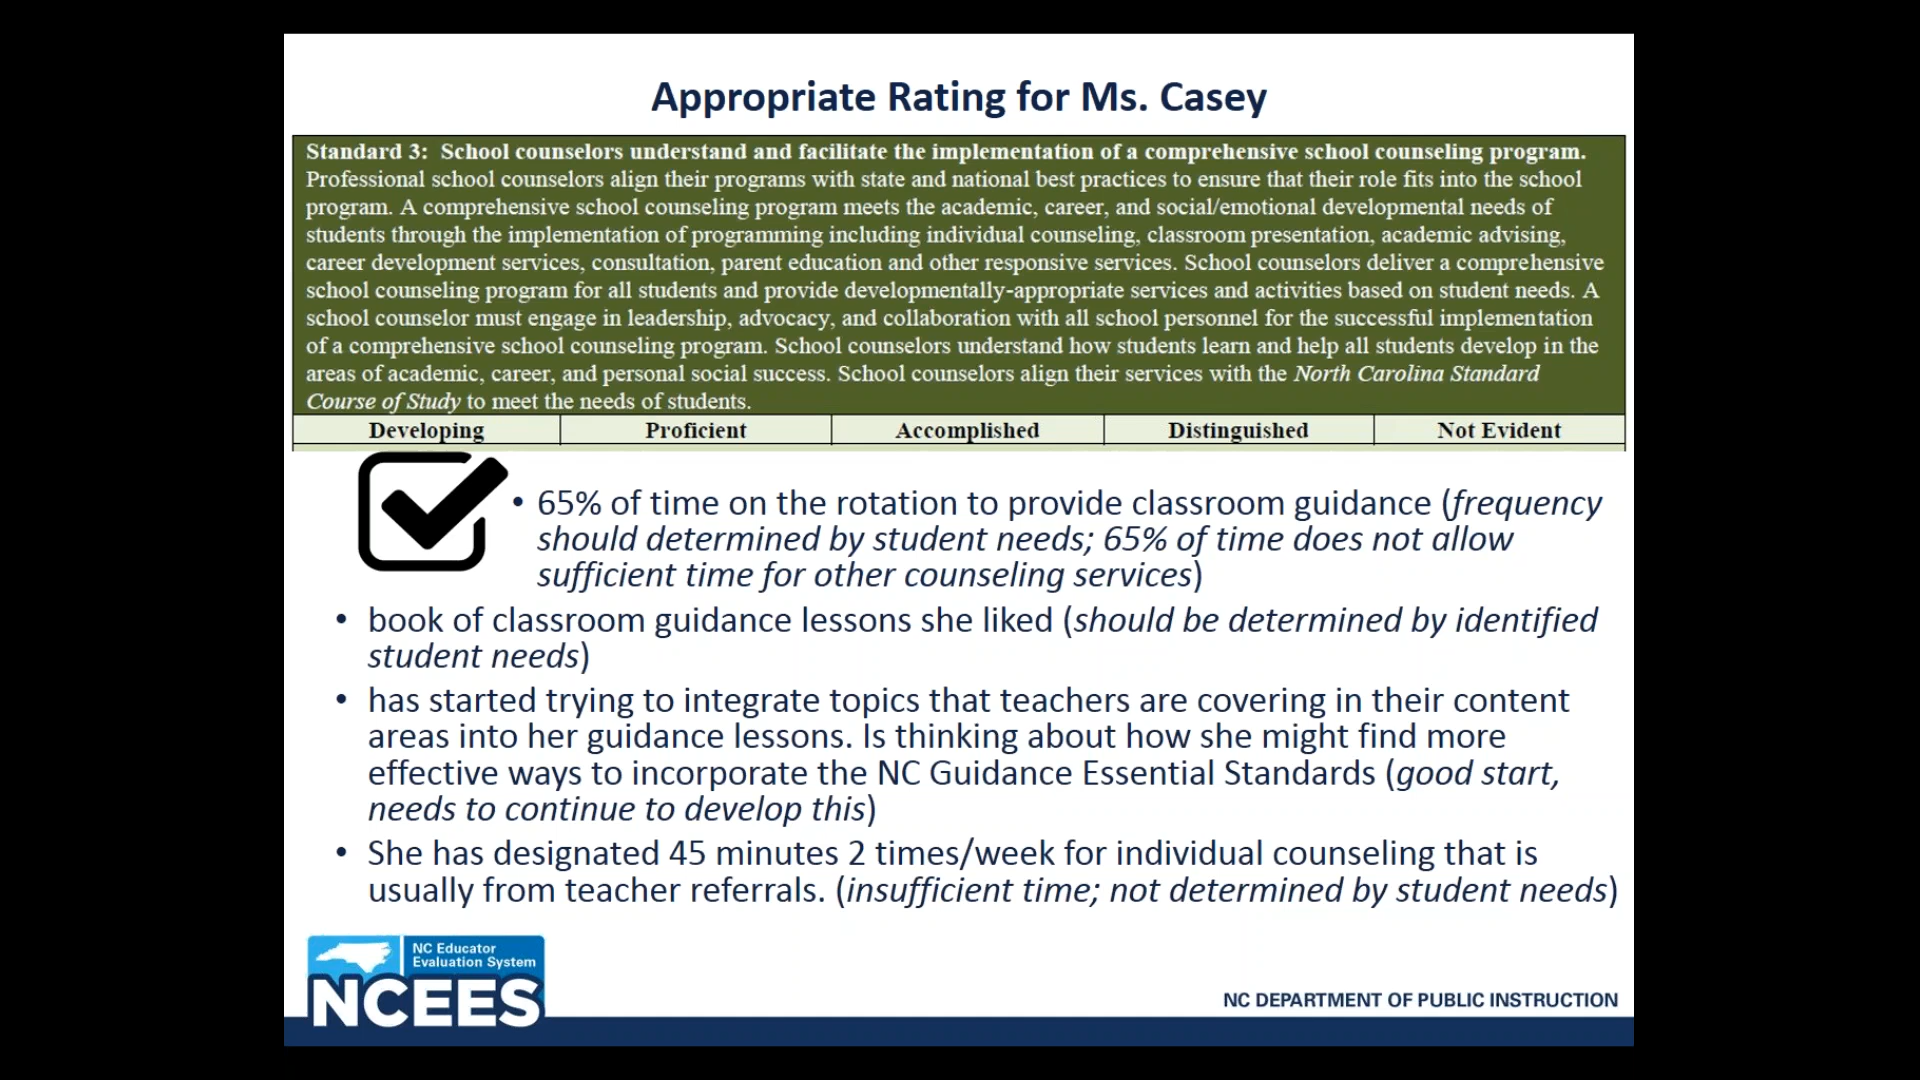 Appropriate Rating for Ms. Casey
Standard 3: School counselors understand and facilitate the implementation of a comprehensive school counseling program.
Professional school counselors align their programs with state and national best practices to ensure that their role fits into the school
program. A comprehensive school counseling program meets the academic, career, and social/emotional developmental needs of
students through the implementation of programming including individual counseling, classroom presentation, academic advising,
career development services, consultation, parent education and other responsive services. School counselors deliver a comprehensive
school counseling program for all students and provide developmentally-appropriate services and activities based on student needs. A
school counselor must engage in leadership, advocacy, and collaboration with all school personnel for the successful implementation
of a comprehensive school counseling program. School counselors understand how students learn and help all students develop in the
areas of academic, career, and personal social success. School counselors align their services with the North Carolina Standard
Course of Study to meet the needs of students.
Developing Proficient Accomplished Distinguished Not Evident
• 65% of time on the rotation to provide classroom guidance (frequency
should determined by student needs; 65% of time does not allow
sufficient time for other counseling services)
• book of classroom guidance lessons she liked (should be determined by identified
student needs)
• has started trying to integrate topics that teachers are covering in their content
areas into her guidance lessons. Is thinking about how she might find more
effective ways to incorporate the NC Guidance Essential Standards (good start,
needs to continue to develop this)
• She has designated 45 minutes 2 times/week for individual counseling that is
usually from teacher referrals. (insufficient time; not determined by student needs)
NC Educator
Evaluation System
NCEES
NC DEPARTMENT OF PUBLIC INSTRUCTION